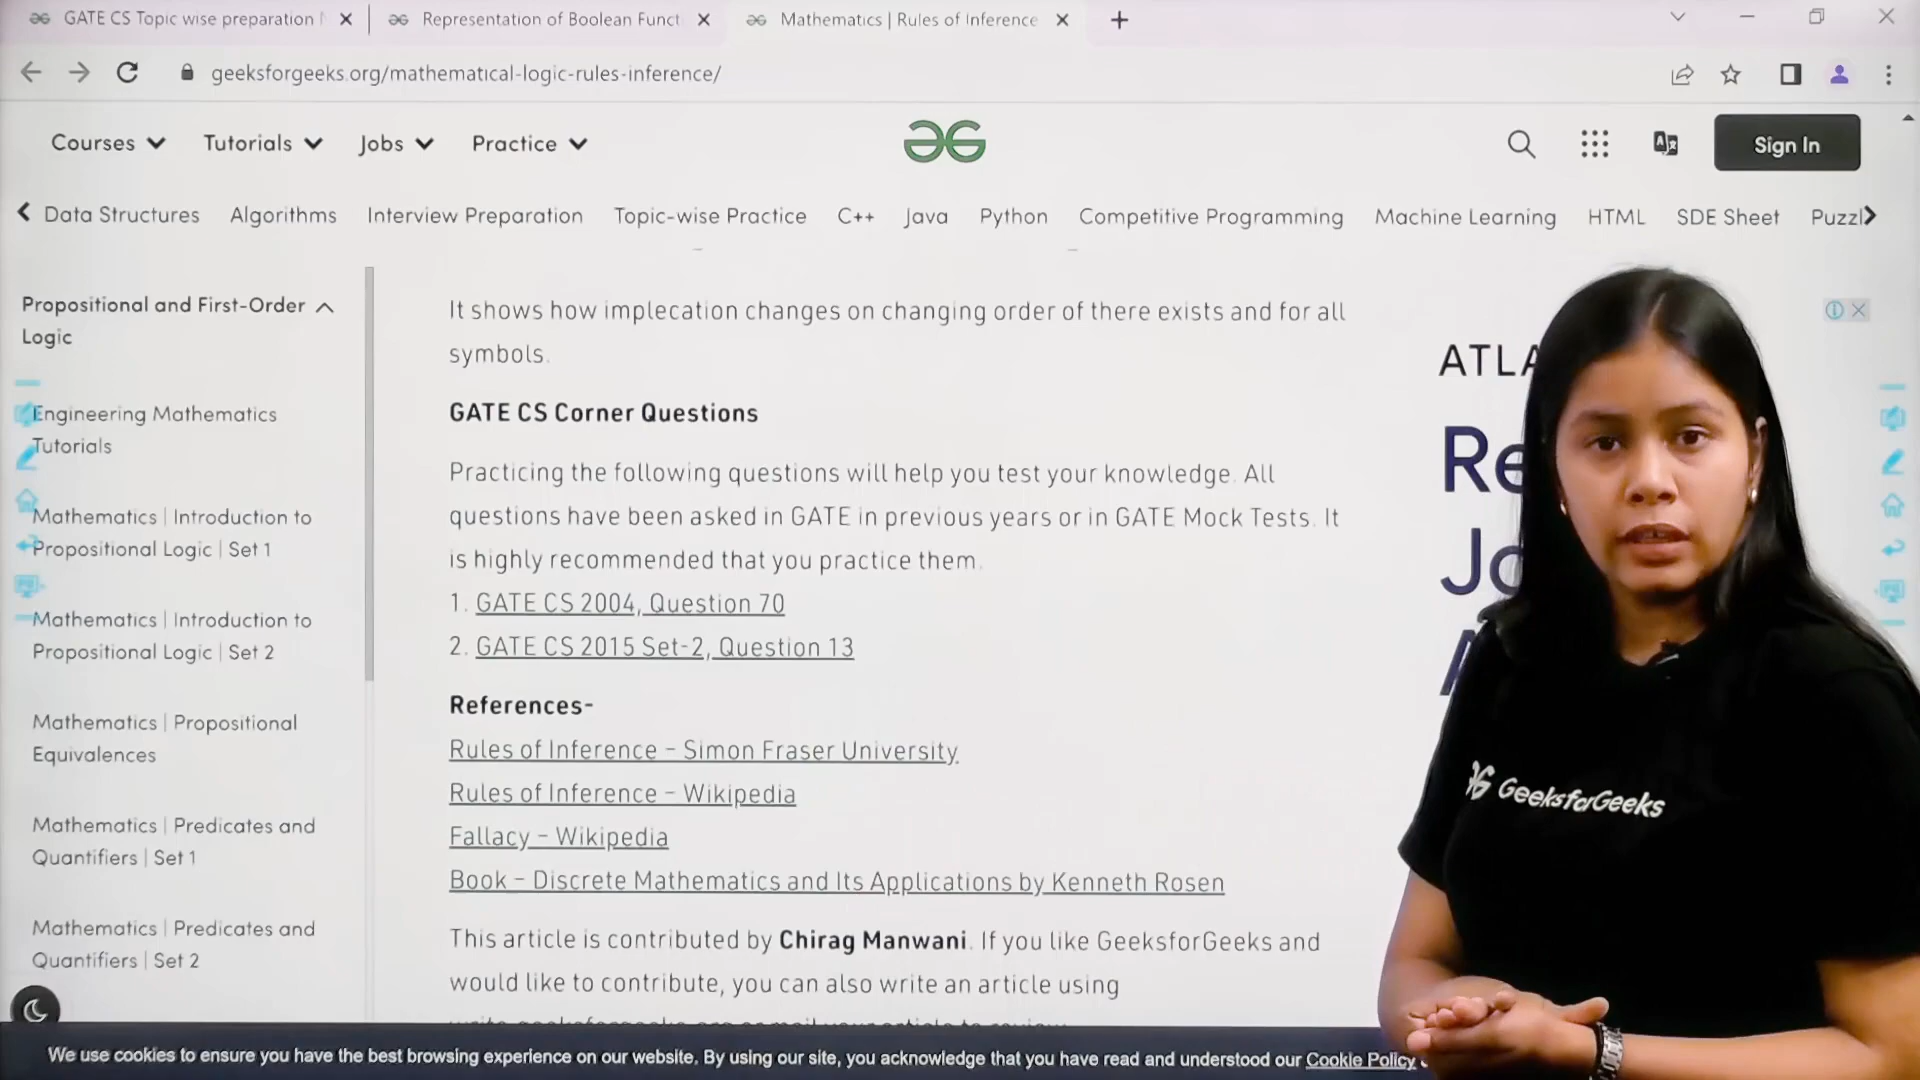 GATE CS Topic wise preparation
Representation of Boolean Funct
Mathematics | Rules of Inference
geeksforgeeks.org/mathematical-logic-rules-inference/
Courses Tutorials Jobs Practice
Sign In
Data Structures Algorithms Interview Preparation Topic-wise Practice C++ Java Python Competitive Programming Machine Learning HTML SDE Sheet Puzzl
Propositional and First-Order
Logic
Engineering Mathematics
Tutorials
Mathematics | Introduction to
Propositional Logic | Set 1
Mathematics | Introduction to
Propositional Logic | Set 2
Mathematics | Propositional
Equivalences
Mathematics | Predicates and
Quantifiers | Set 1
Mathematics | Predicates and
Quantifiers | Set 2
It shows how implecation changes on changing order of there exists and for all
symbols.
GATE CS Corner Questions
Practicing the following questions will help you test your knowledge. All
questions have been asked in GATE in previous years or in GATE Mock Tests. It
is highly recommended that you practice them.
1. GATE CS 2004, Question 70
2. GATE CS 2015 Set-2, Question 13
References-
Rules of Inference – Simon Fraser University
Rules of Inference – Wikipedia
Fallacy – Wikipedia
Book – Discrete Mathematics and Its Applications by Kenneth Rosen
This article is contributed by Chirag Manwani. If you like GeeksforGeeks and
would like to contribute, you can also write an article using
ATLA
Re
Jo
GeeksforGeeks
We use cookies to ensure you have the best browsing experience on our website. By using our site, you acknowledge that you have read and understood our Cookie Policy